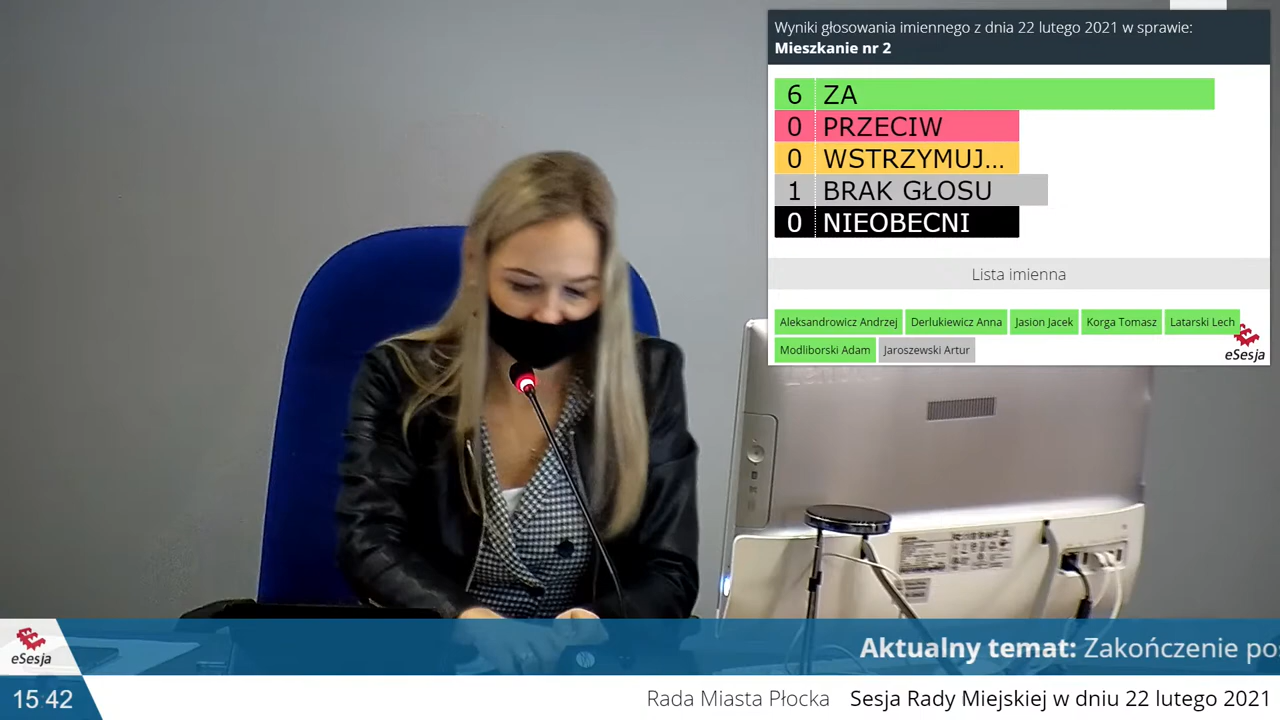 Wyniki głosowania imiennego z dnia 22 lutego 2021 w sprawie:
Mieszkanie nr 2
6 ZA
0 PRZECIW
0 WSTRZYMUJ...
1 BRAK GŁOSU
0 NIEOBECNI
Lista imienna
Aleksandrowicz Andrzej Derlukiewicz Anna Jasion Jacek Korga Tomasz Latarski Lech
Modliborski Adam Jaroszewski Artur
eSesja
eSesja
Aktualny temat: Zakończenie pos
15:42
Rada Miasta Płocka Sesja Rady Miejskiej w dniu 22 lutego 2021